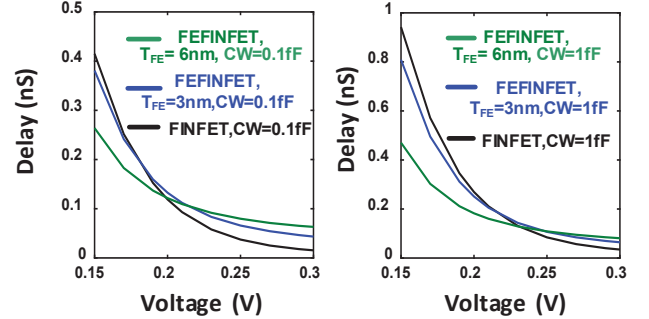 0.5
0.4
0.3
0.2
0.1
0
Delay (nS)
FEFINFET,
T_FE= 6nm, CW=0.1fF
FEFINFET,
T_FE=3nm,CW=0.1fF
FINFET,CW=0.1fF
0.15 0.2 0.25 0.3
Voltage (V)
1
0.8
0.6
0.4
0.2
0
Delay (nS)
FEFINFET,
T_FE= 6nm, CW=1fF
FEFINFET,
T_FE=3nm,CW=1fF
FINFET,CW=1fF
0.15 0.2 0.25 0.3
Voltage (V)